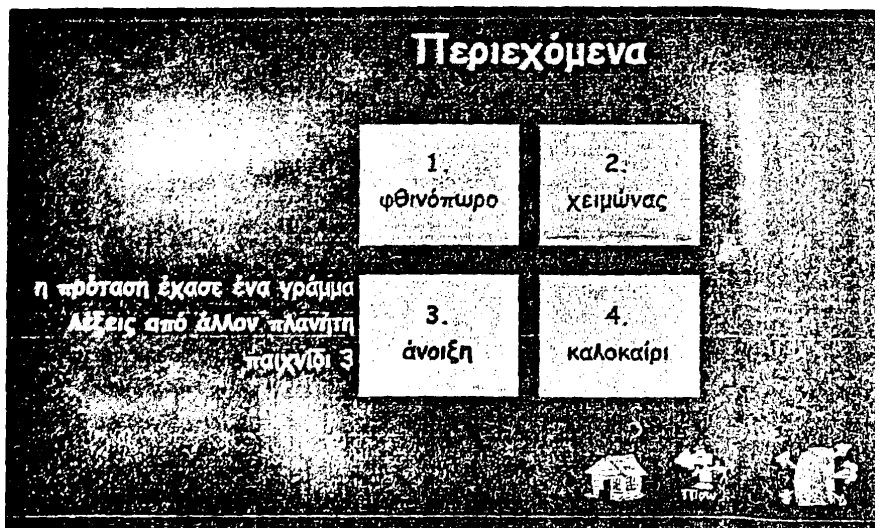 Περιεχόμενα
1.
φθινόπωρο
2.
χειμώνας
η πρόταση έχασε ένα γράμμα
λέξεις από άλλον πλανήτη
παιχνίδι 3
3.
άνοιξη
4.
καλοκαίρι
Πίσω